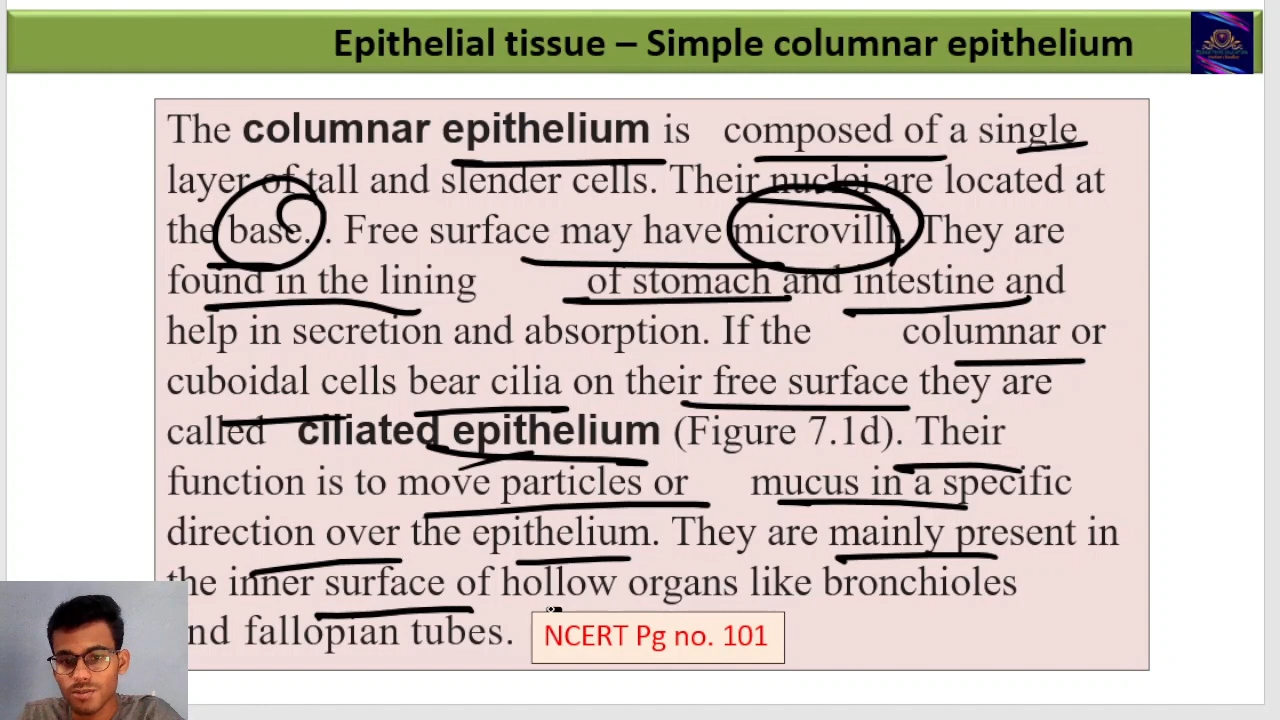 Epithelial tissue – Simple columnar epithelium
The columnar epithelium is composed of a single
layer of tall and slender cells. Their nuclei are located at
the base. . Free surface may have microvilli. They are
found in the lining of stomach and intestine and
help in secretion and absorption. If the columnar or
cuboidal cells bear cilia on their free surface they are
called ciliated epithelium (Figure 7.1d). Their
function is to move particles or mucus in a specific
direction over the epithelium. They are mainly present in
the inner surface of hollow organs like bronchioles
nd fallopian tubes.
NCERT Pg no. 101